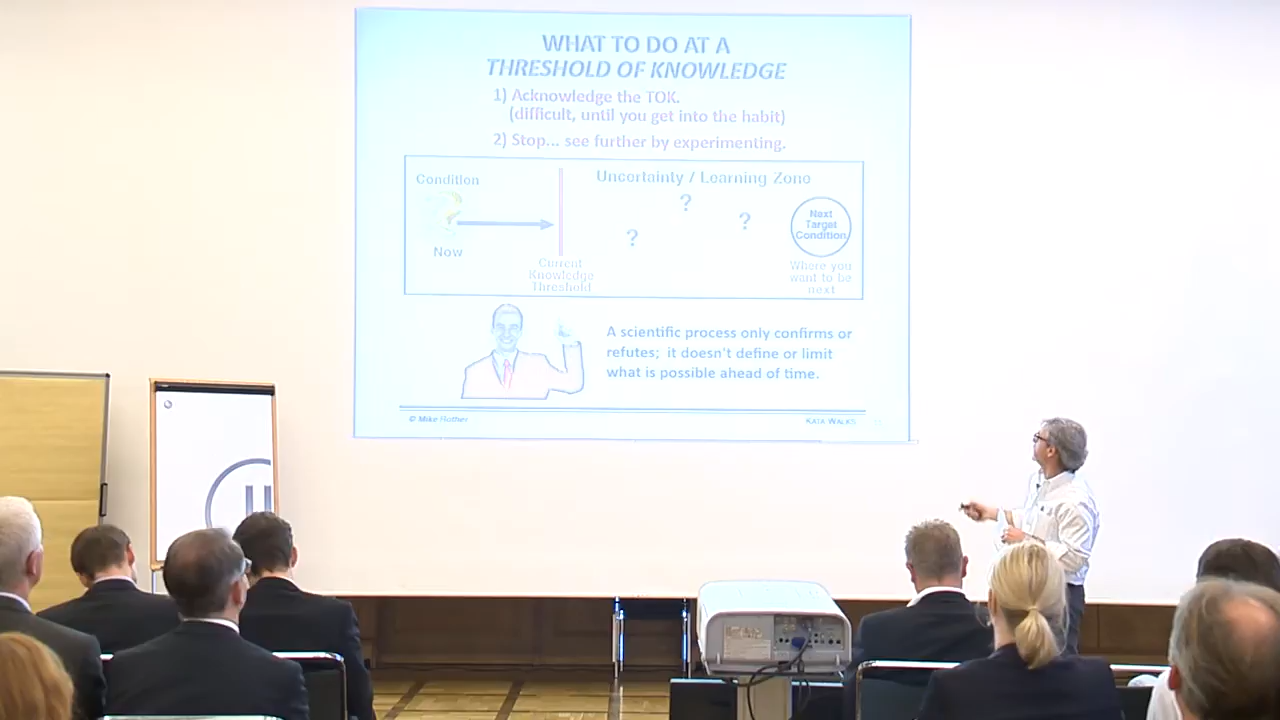 WHAT TO DO AT A
THRESHOLD OF KNOWLEDGE
1) Acknowledge the TOK.
(difficult, until you get into the habit)
2) Stop... see further by experimenting.
Condition
Now
Current
Knowledge
Threshold
Uncertainty / Learning Zone
?
?
?
Next
Target
Condition
Where you
want to be
next
A scientific process only confirms or
refutes; it doesn't define or limit
what is possible ahead of time.
© Mike Rother
KATA WALKS